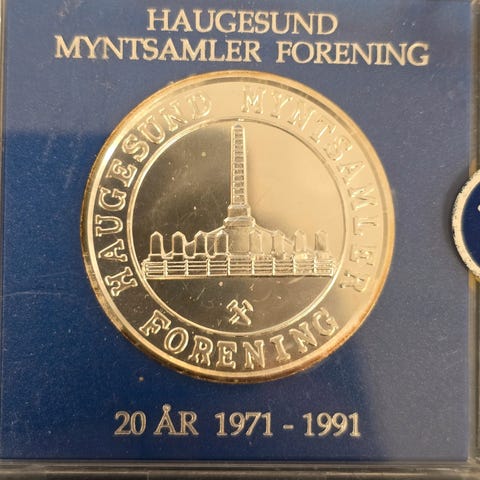 HAUGESUND
MYNTSAMLER FORENING
HAUGESUND MYNTSAMLER
FORENING
20 ÅR 1971 - 1991